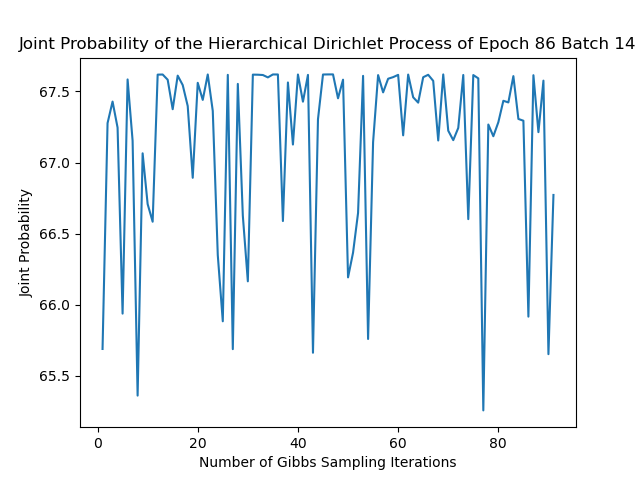 Joint Probability of the Hierarchical Dirichlet Process of Epoch 86 Batch 14
Joint Probability
67.5
67.0
66.5
66.0
65.5
0 20 40 60 80
Number of Gibbs Sampling Iterations